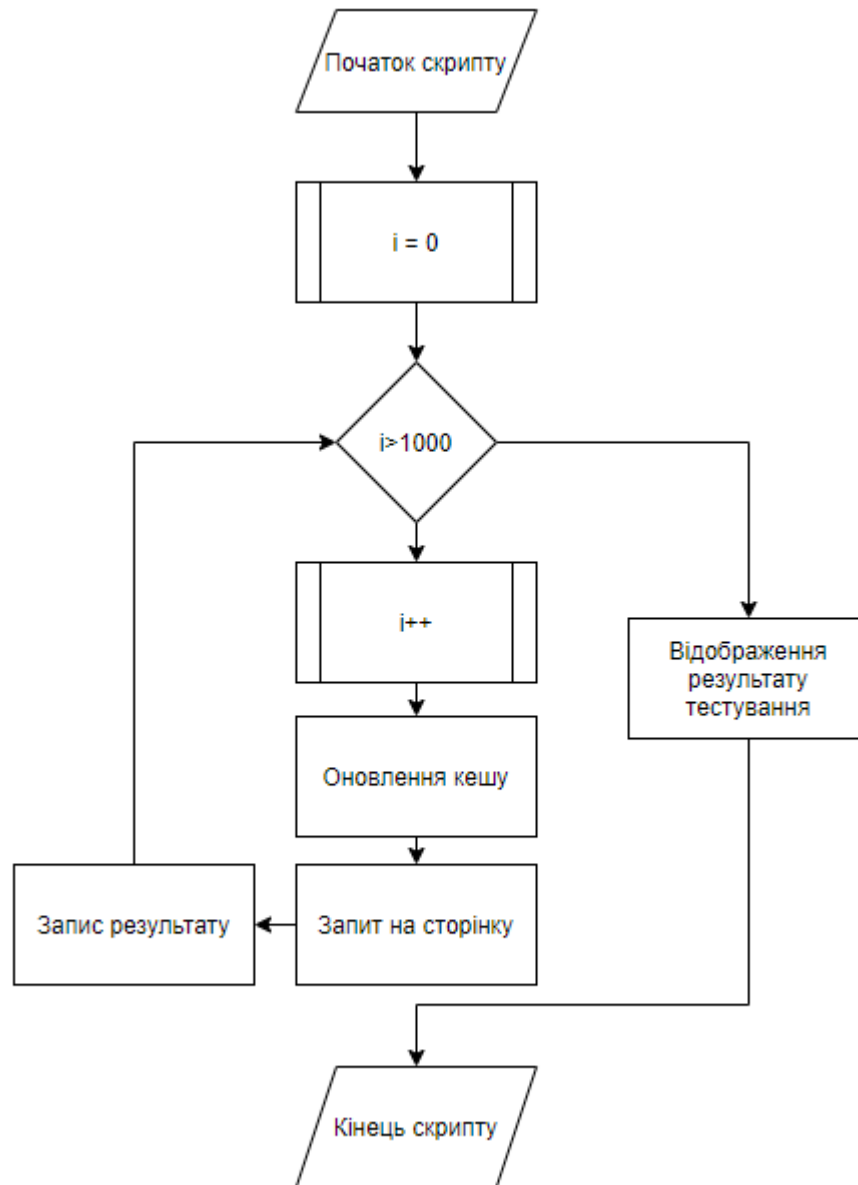 Початок скрипту
i = 0
i>1000
i++
Відображення
результату
тестування
Оновлення кешу
Запис результату
Запит на сторінку
Кінець скрипту